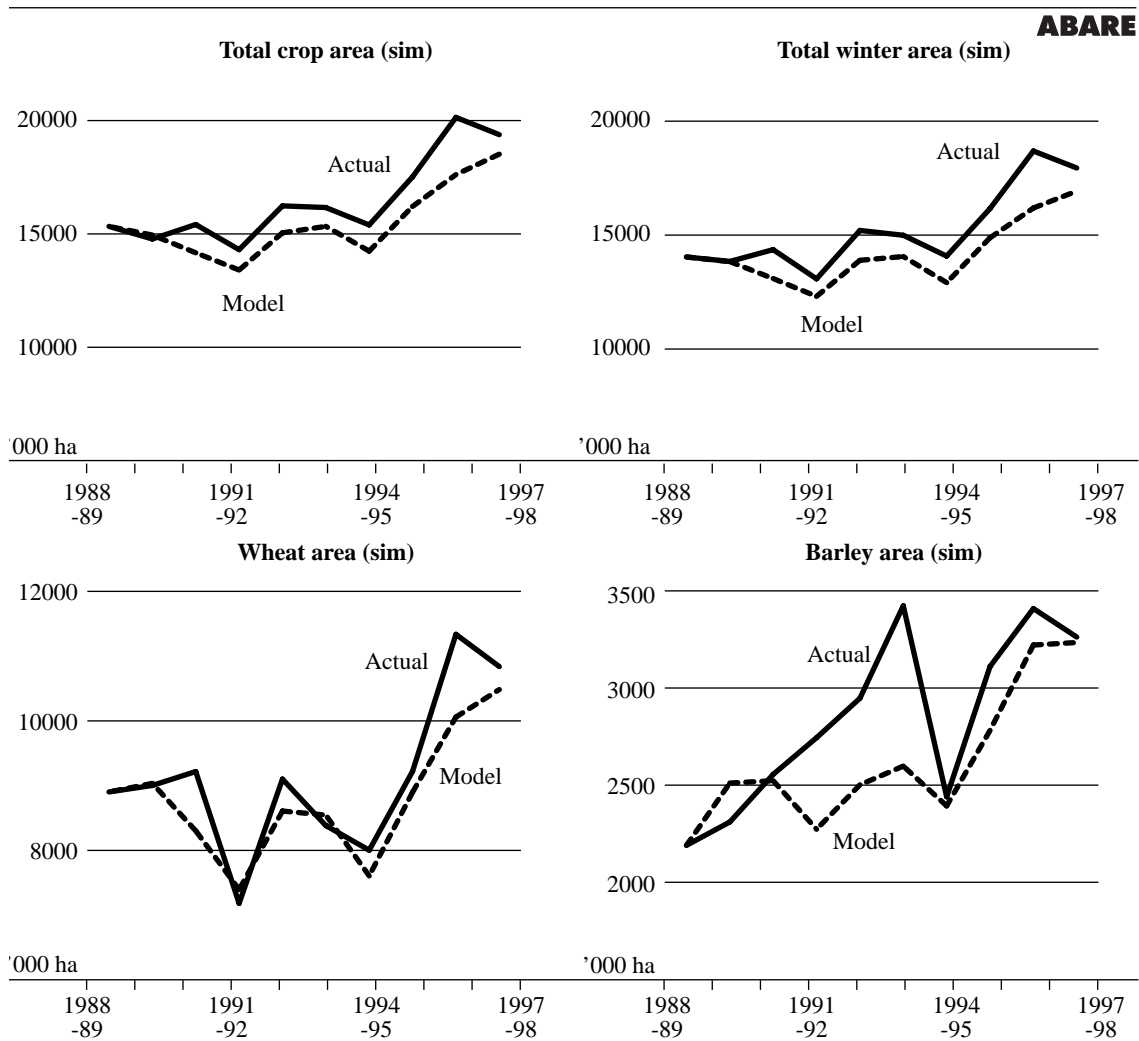 ABARE
Total crop area (sim)
20000
Actual
15000
Model
10000
’000 ha
1988 1991 1994 1997
-89 -92 -95 -98
Total winter area (sim)
20000
Actual
15000
Model
10000
’000 ha
1988 1991 1994 1997
-89 -92 -95 -98
Wheat area (sim)
12000
Actual
10000
Model
8000
’000 ha
1988 1991 1994 1997
-89 -92 -95 -98
Barley area (sim)
3500
Actual
3000
2500
Model
2000
’000 ha
1988 1991 1994 1997
-89 -92 -95 -98